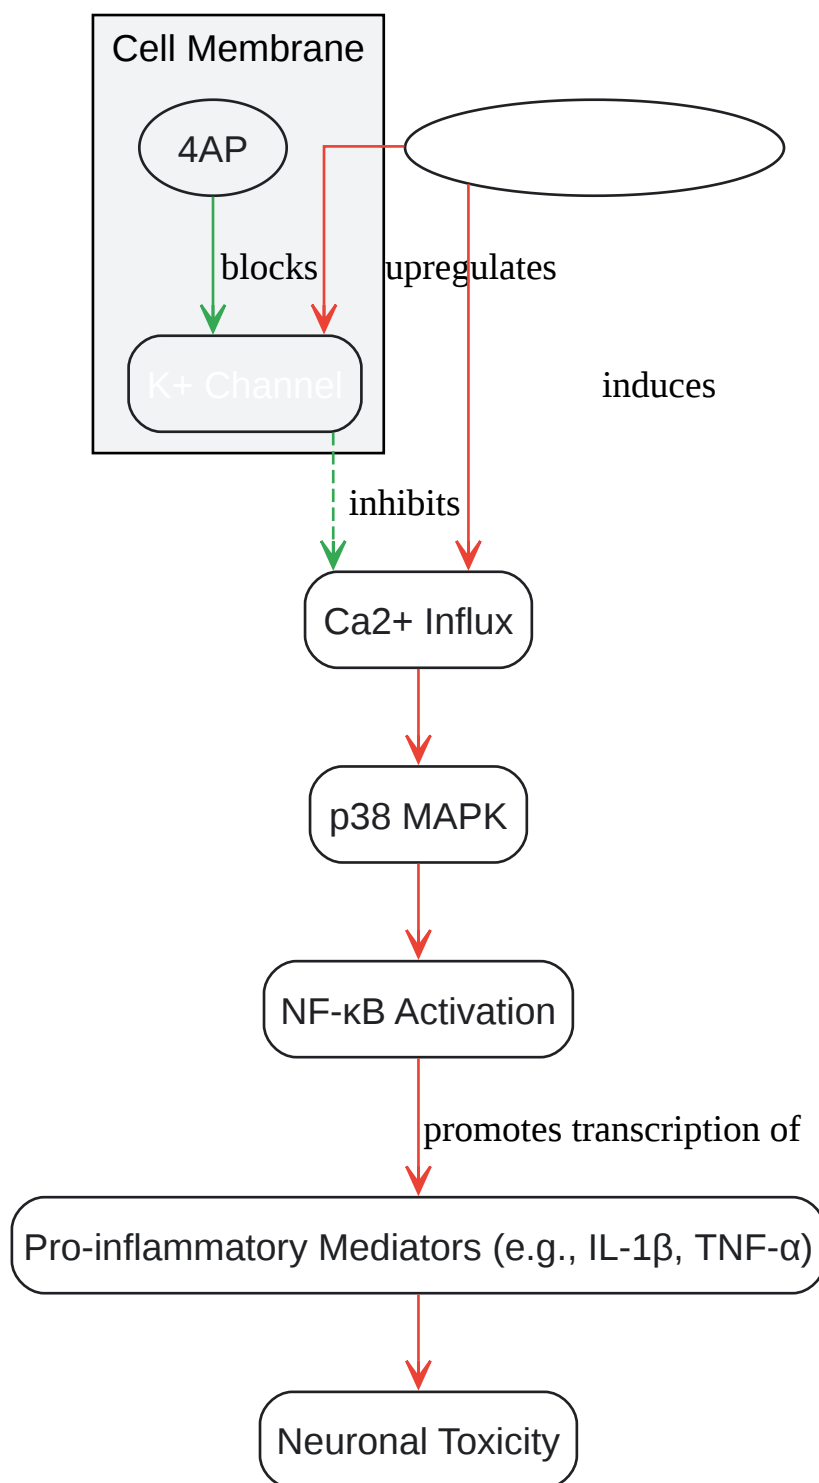 Cell Membrane
4AP
blocks
upregulates
K+ Channel
induces
inhibits
Ca2+ Influx
p38 MAPK
NF-κB Activation
promotes transcription of
Pro-inflammatory Mediators (e.g., IL-1β, TNF-α)
Neuronal Toxicity